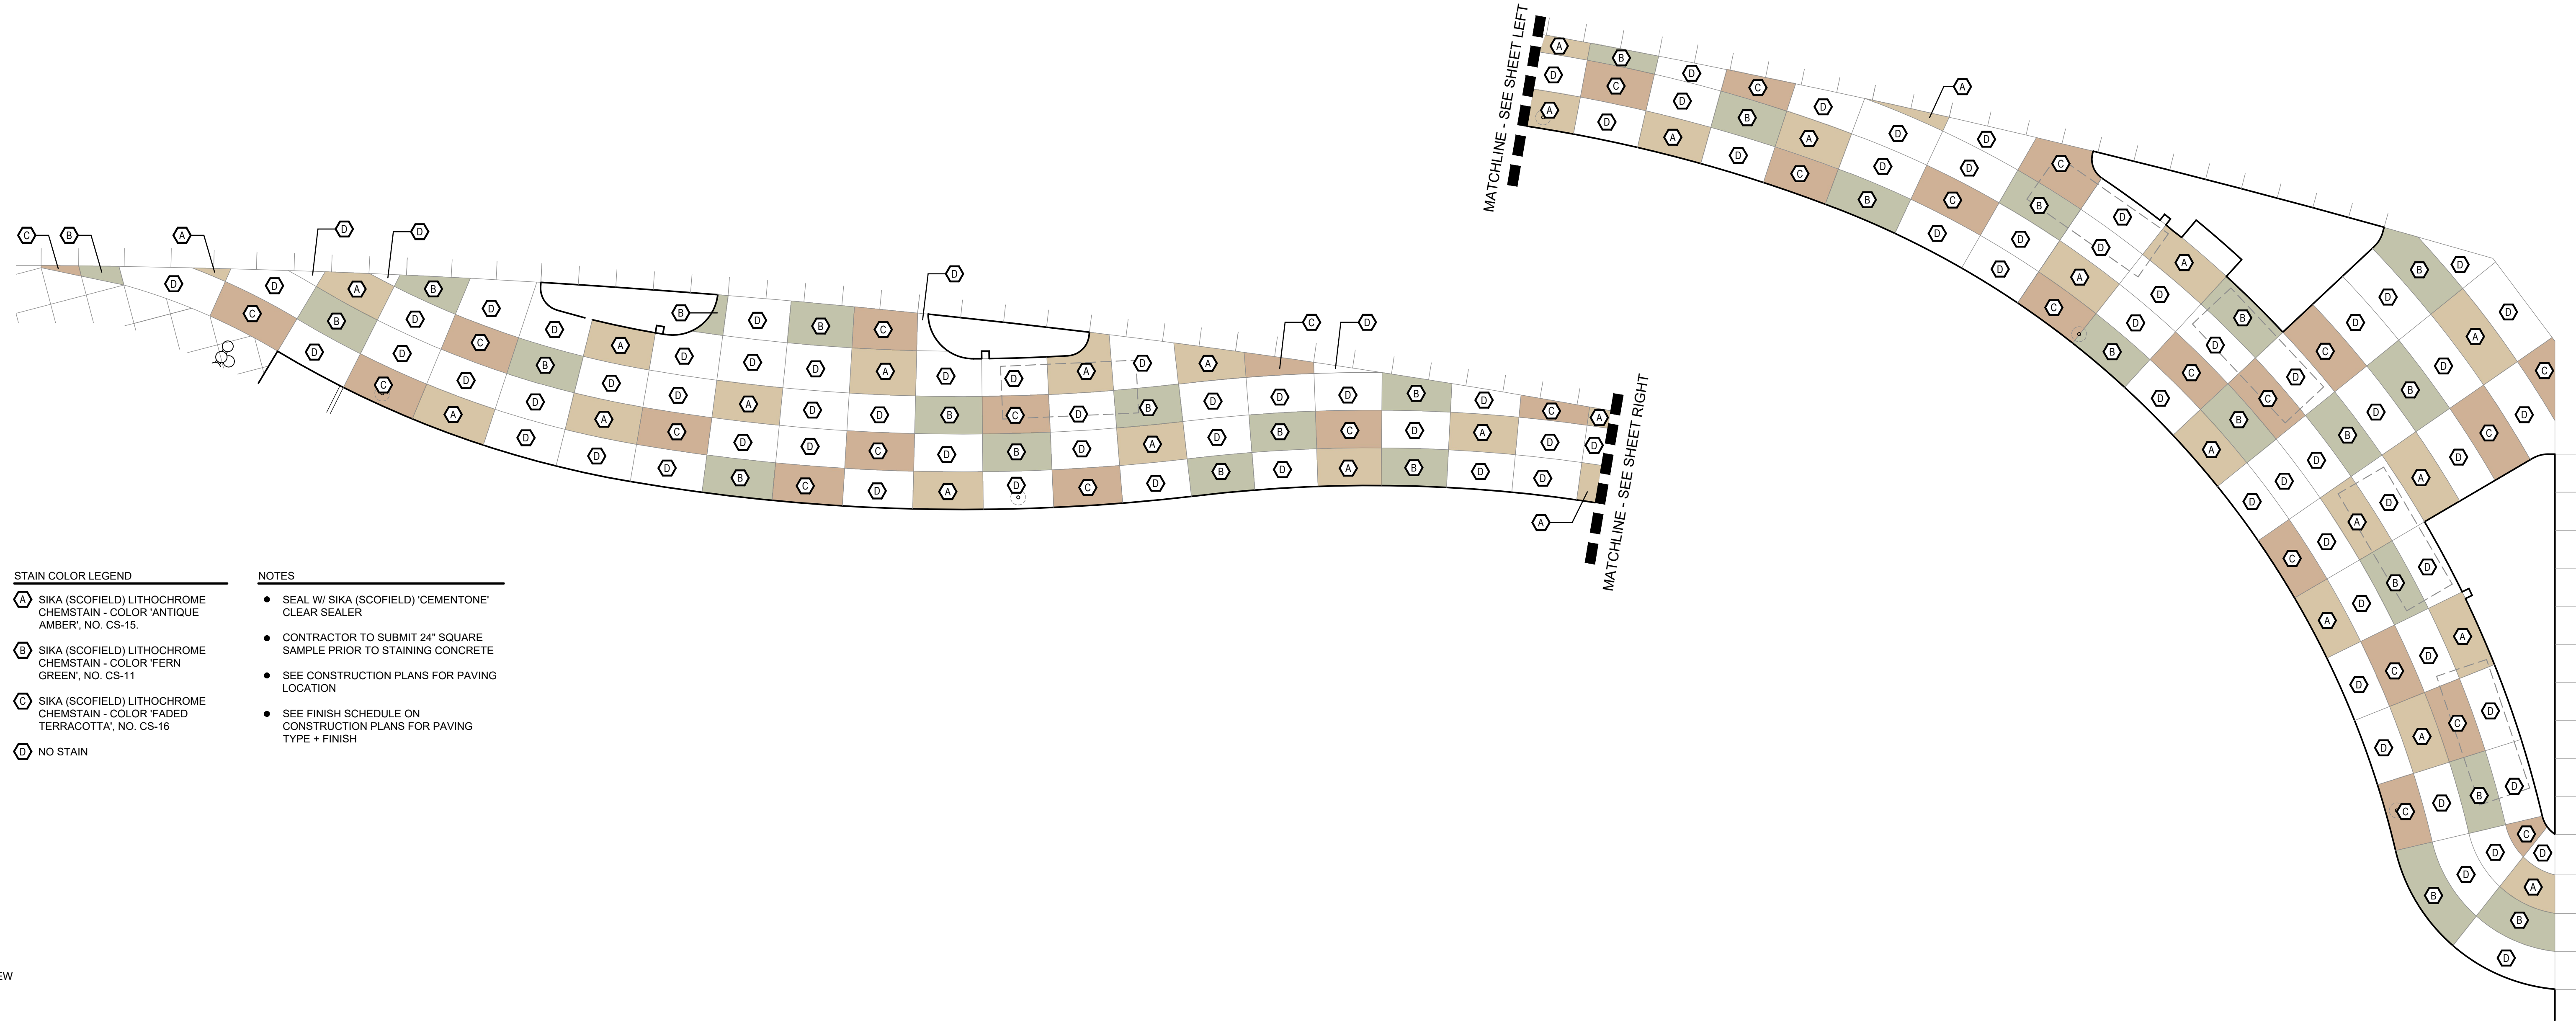 MATCHLINE - SEE SHEET LEFT
A B D C D A
D C D B A D D C
A D A D C B C B D
D D A D A
D C B D B D C
C B D A D
D B D B D
A D C D A C
D B A D
C D B D C
A D A D
D C D A
D A C D
C D B D
C D
B D D A
B
D
C B A D D
D D A B D D B D B C D
C B D C B A D D D A D D A D A C D
D D D D D A D D B C D B D D D B D C A
C A D A C D D C D B D A D B C D A D D
D D D B C D A D C D B D A B D D
A
MATCHLINE - SEE SHEET RIGHT
STAIN COLOR LEGEND
A SIKA (SCOFIELD) LITHOCHROME
CHEMSTAIN - COLOR 'ANTIQUE
AMBER', NO. CS-15.
B SIKA (SCOFIELD) LITHOCHROME
CHEMSTAIN - COLOR 'FERN
GREEN', NO. CS-11
C SIKA (SCOFIELD) LITHOCHROME
CHEMSTAIN - COLOR 'FADED
TERRACOTTA', NO. CS-16
D NO STAIN
NOTES
● SEAL W/ SIKA (SCOFIELD) 'CEMENTONE'
CLEAR SEALER
● CONTRACTOR TO SUBMIT 24" SQUARE
SAMPLE PRIOR TO STAINING CONCRETE
● SEE CONSTRUCTION PLANS FOR PAVING
LOCATION
● SEE FINISH SCHEDULE ON
CONSTRUCTION PLANS FOR PAVING
TYPE + FINISH
EW